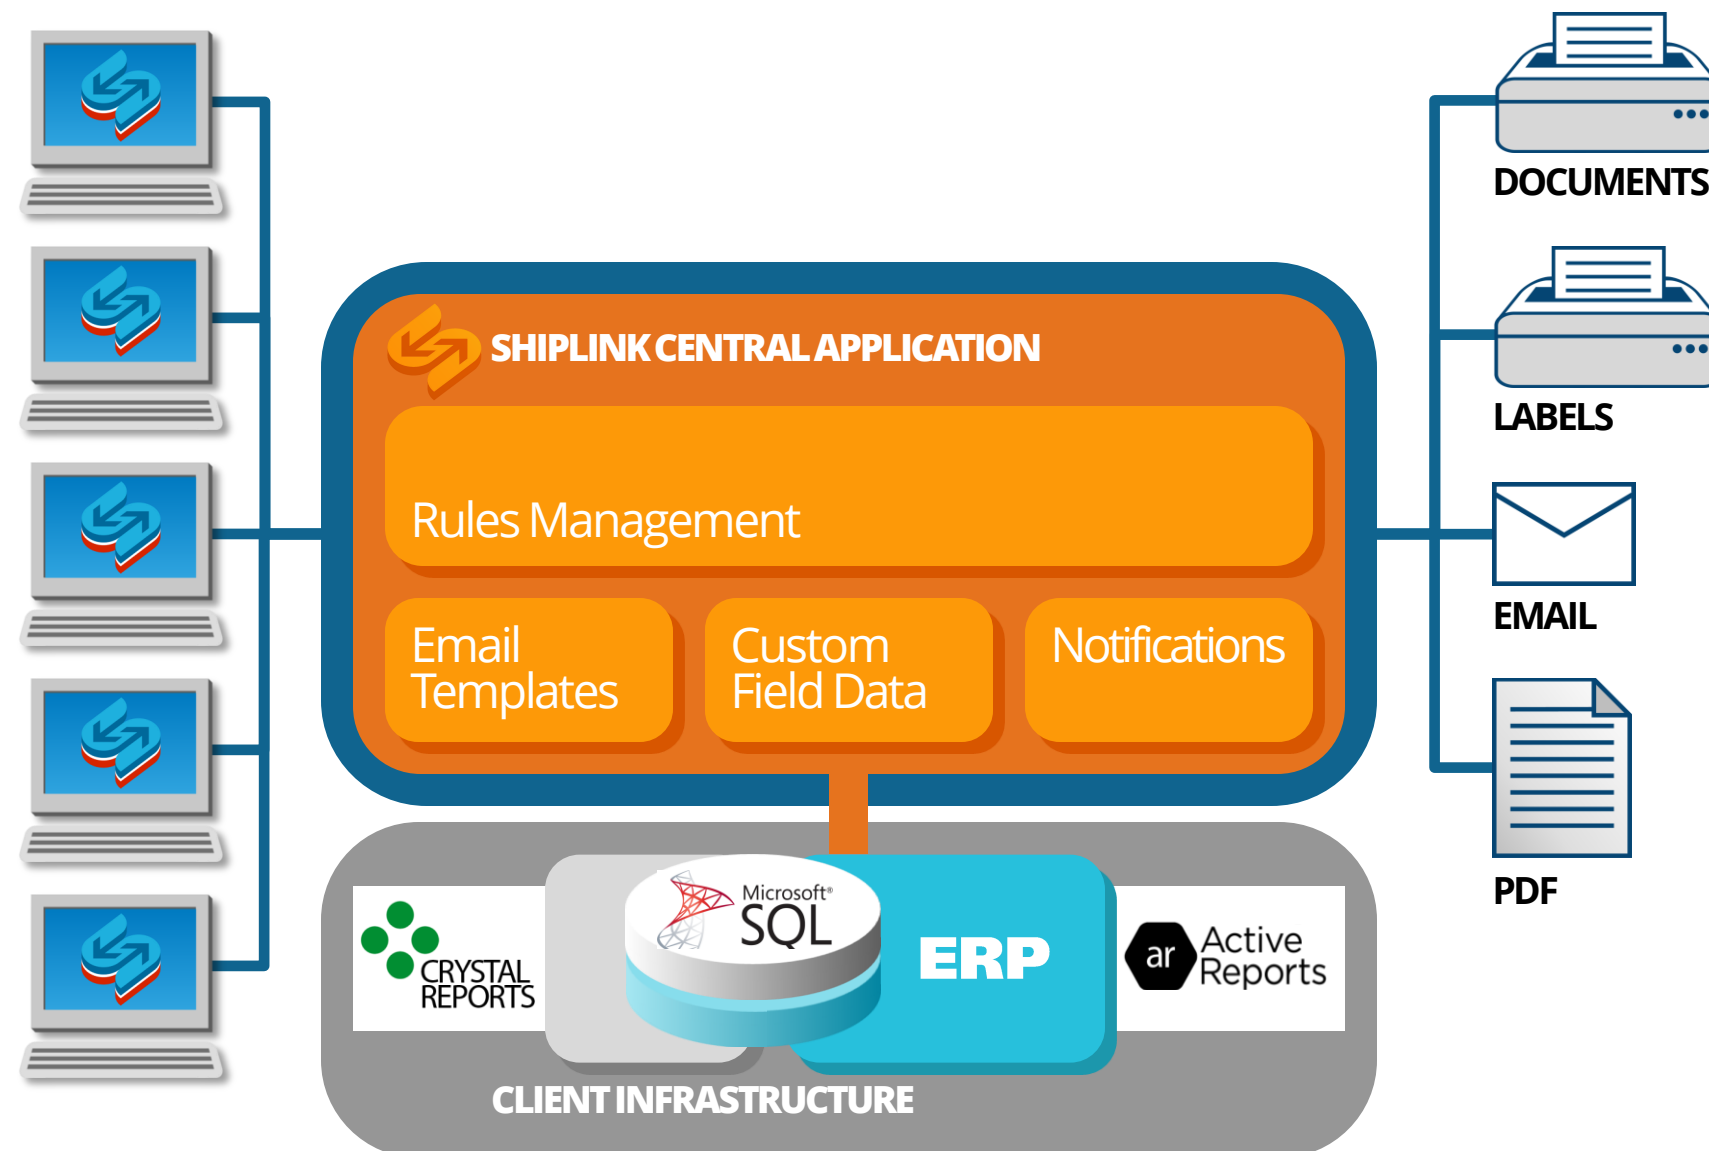 SHIPLINK CENTRAL APPLICATION
Rules Management
Email
Templates
Custom
Field Data
Notifications
CRYSTAL
REPORTS
Microsoft®
SQL
ERP
ar
Active
Reports
CLIENT INFRASTRUCTURE
DOCUMENTS
LABELS
EMAIL
PDF